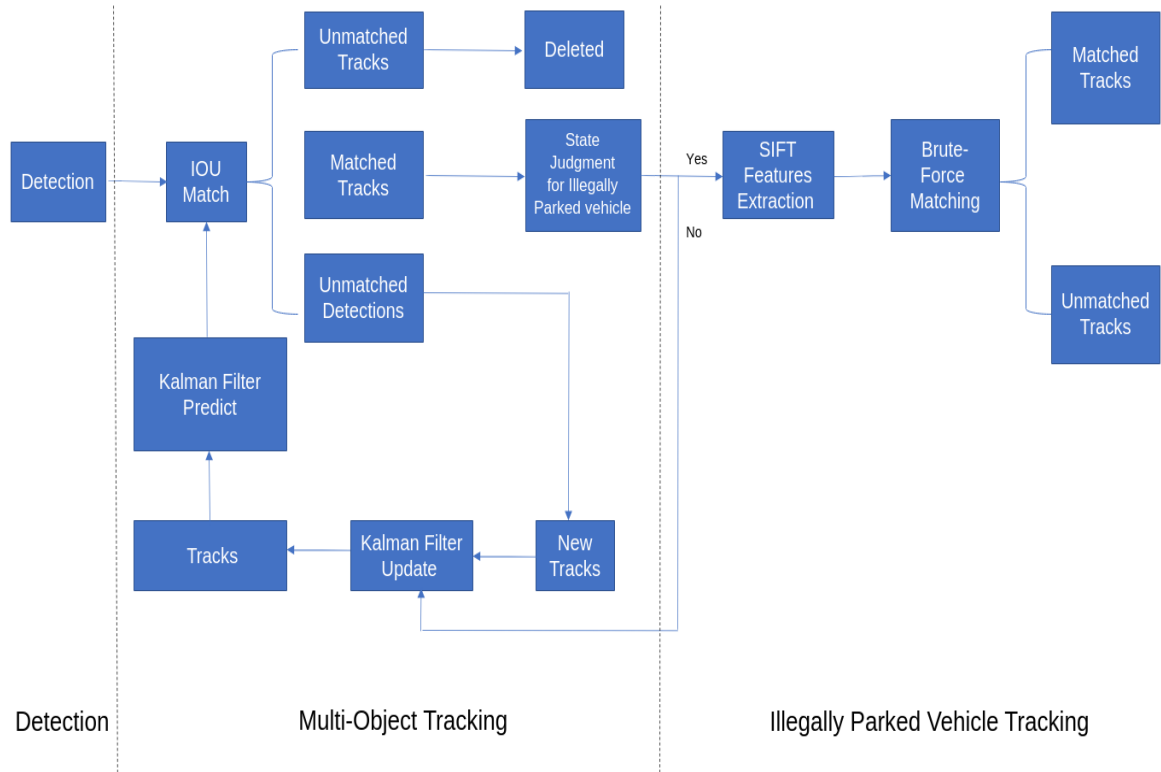 Unmatched
Tracks
Deleted
Matched
Tracks
Detection
IOU
Match
Matched
Tracks
State
Judgment
for Illegally
Parked vehicle
Yes
No
SIFT
Features
Extraction
Brute-
Force
Matching
Unmatched
Detections
Unmatched
Tracks
Kalman Filter
Predict
Tracks
Kalman Filter
Update
New
Tracks
Detection
Multi-Object Tracking
Illegally Parked Vehicle Tracking